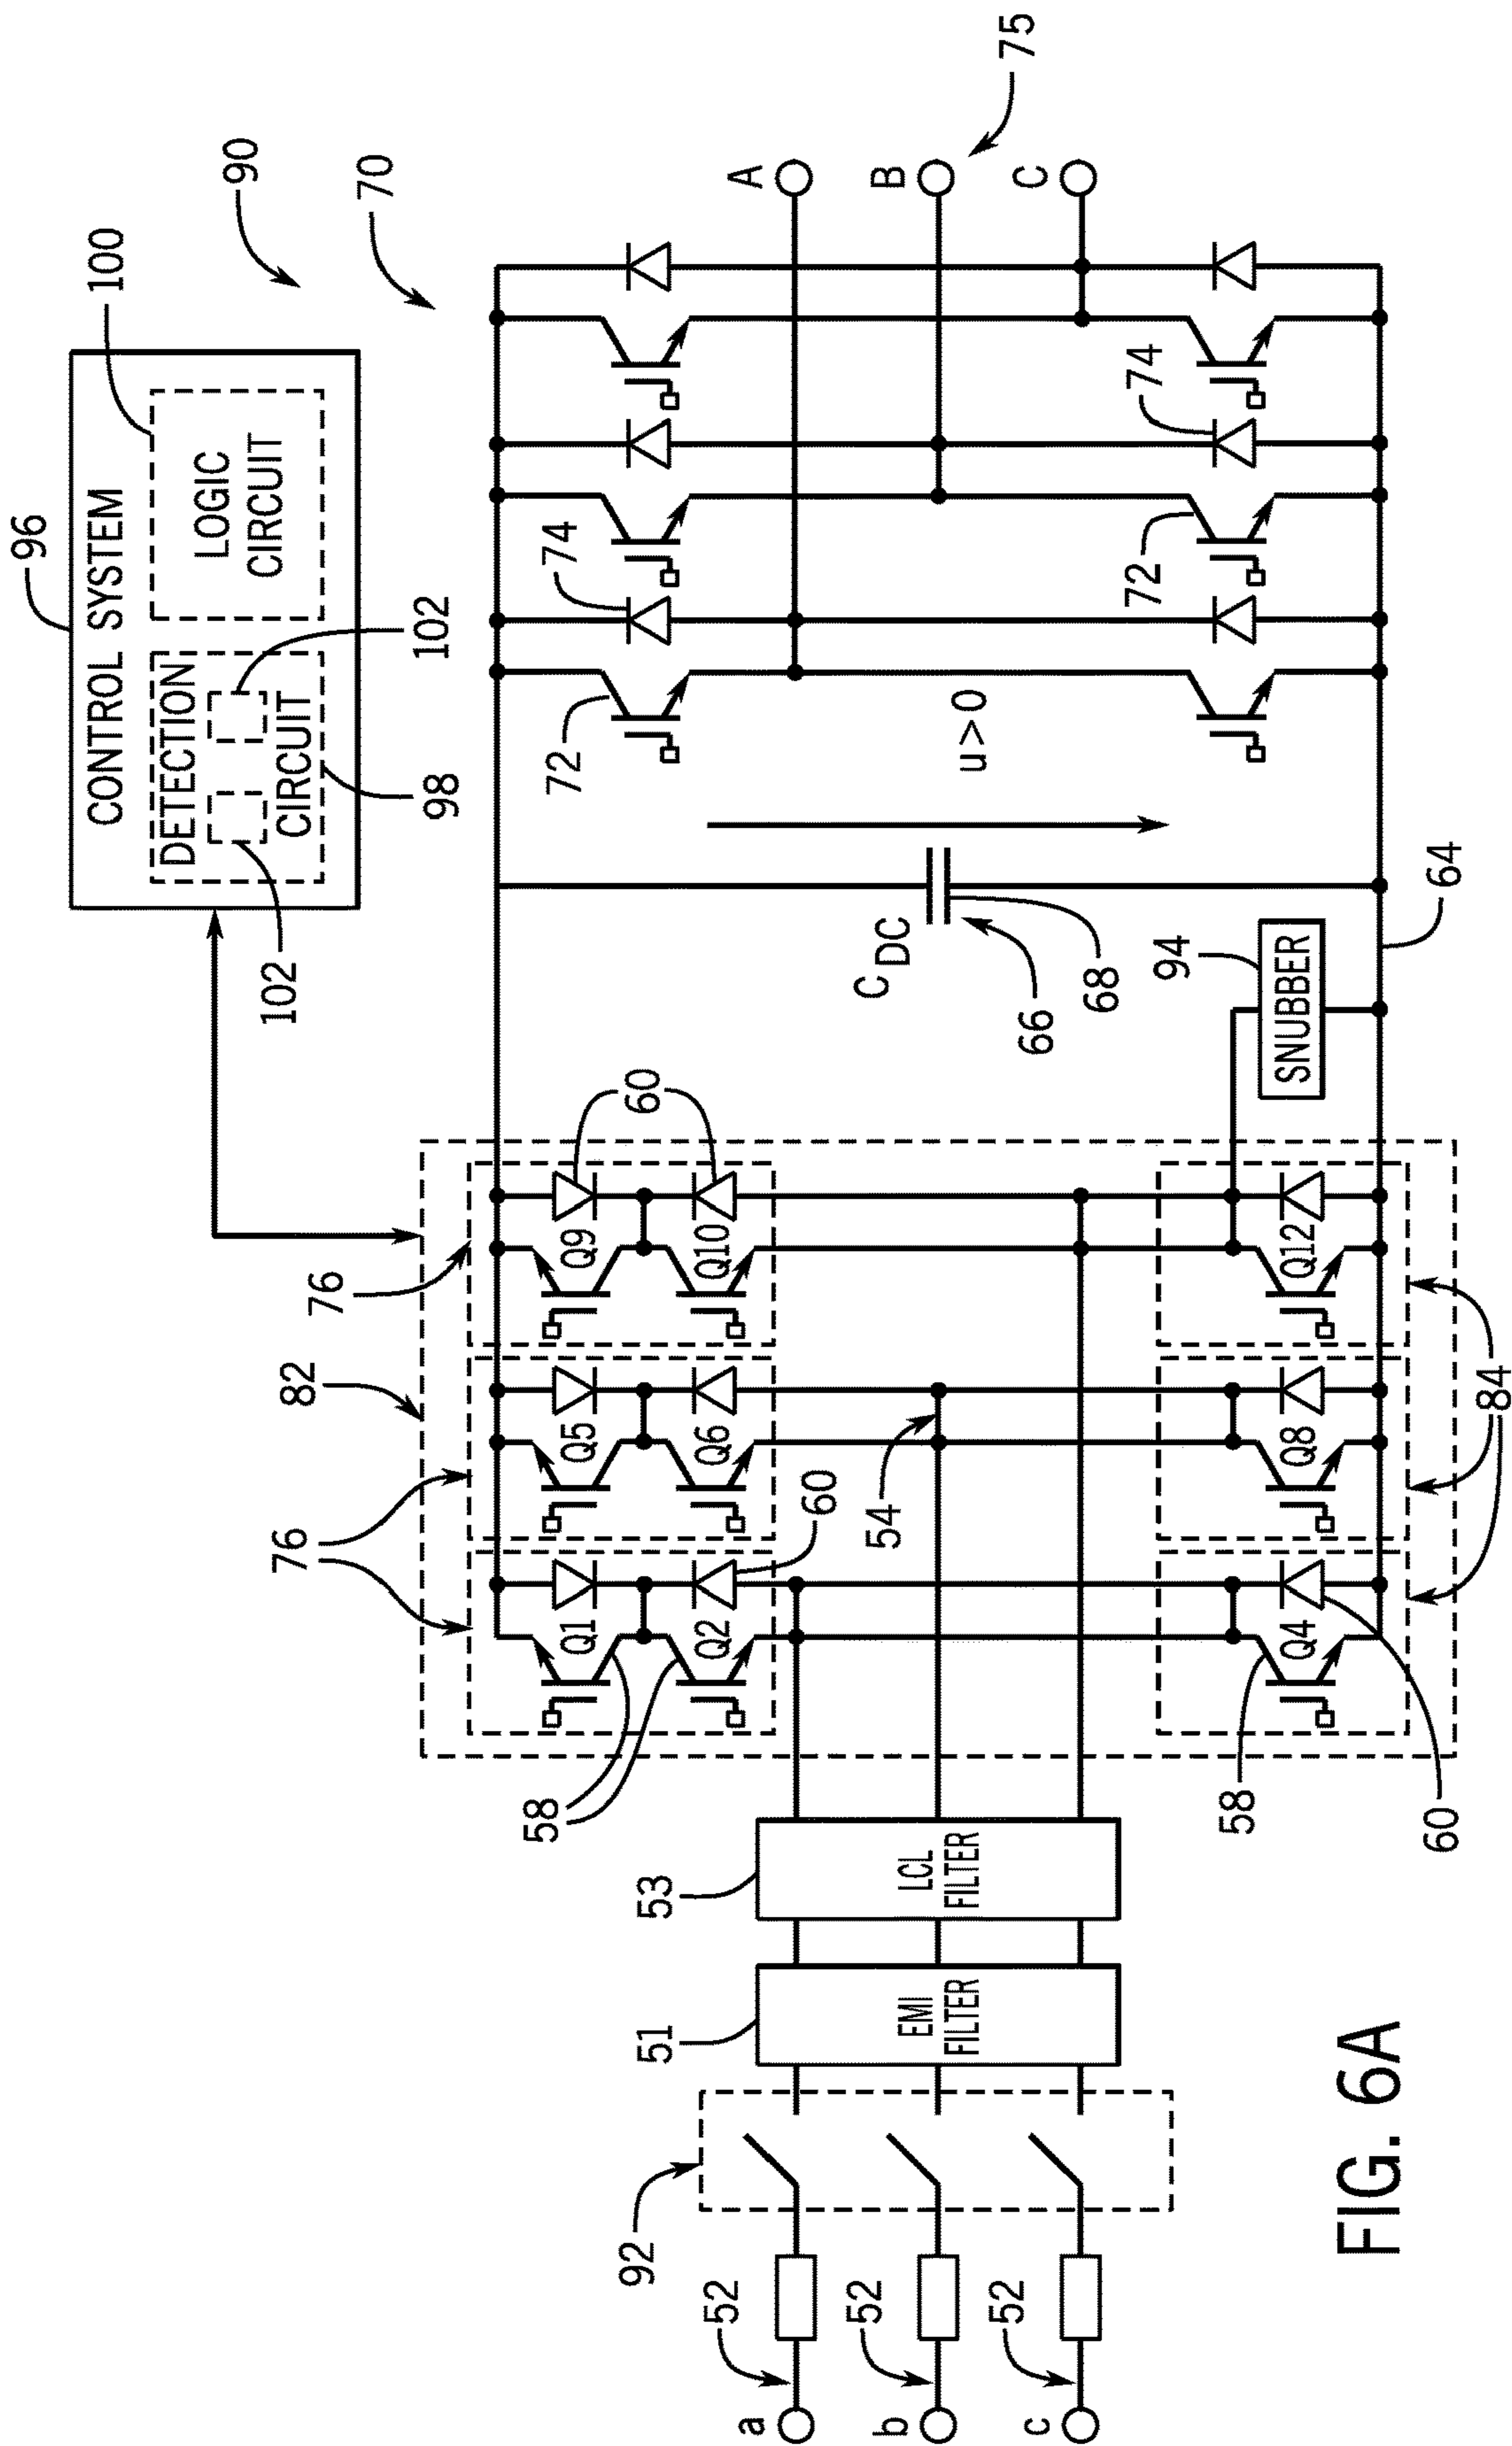 96
CONTROL SYSTEM
DETECTION
CIRCUIT
LOGIC
CIRCUIT
100
90
70
102
102
98
82
76
76
60
Q1
Q5
Q9
Q2
Q6
Q10
60
58
72
74
A
B
C
75
92
51
53
EMI
FILTER
LCL
FILTER
52
a
52
b
52
c
54
C DC
66
68
u>0
72
74
94
SNUBBER
64
Q4
Q8
Q12
58
60
84
FIG. 6A